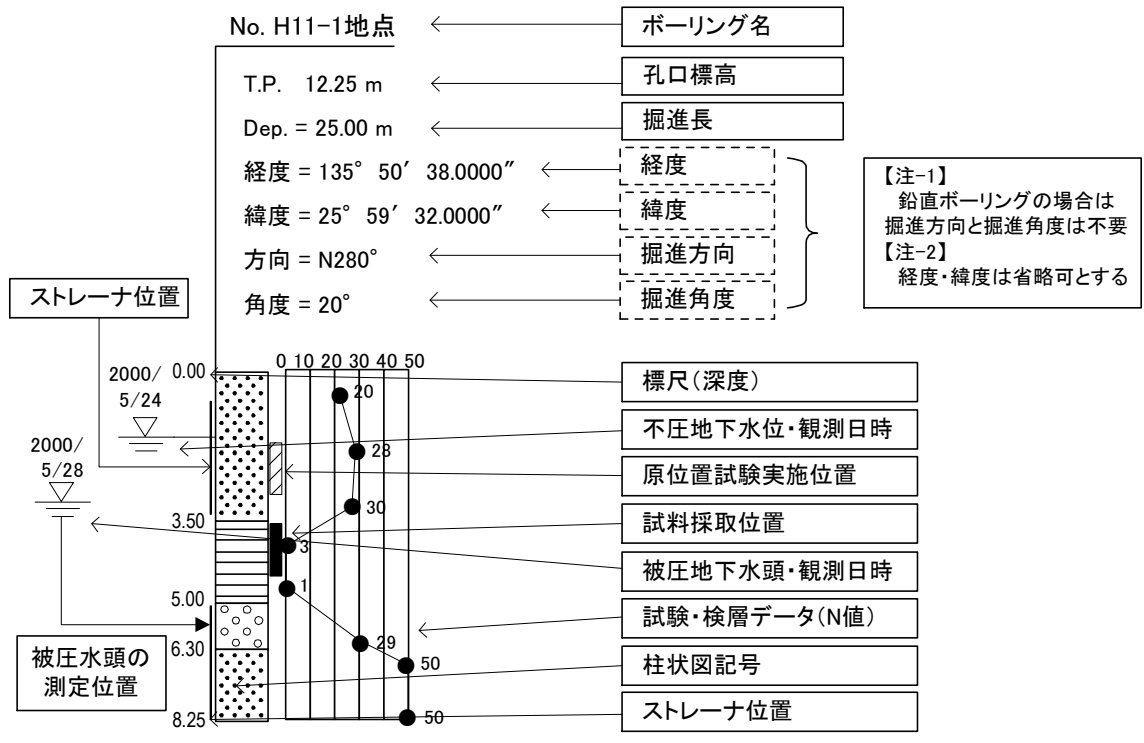 No. H11-1地点
ボーリング名
T.P. 12.25 m
孔口標高
Dep. = 25.00 m
掘進長
経度 = 135° 50′ 38.0000″
経度
緯度 = 25° 59′ 32.0000″
緯度
方向 = N280°
掘進方向
角度 = 20°
掘進角度
【注-1】
鉛直ボーリングの場合は
掘進方向と掘進角度は不要
【注-2】
経度・緯度は省略可とする
ストレーナ位置
0 10 20 30 40 50
2000/
5/24
2000/
5/28
0.00
3.50
5.00
6.30
8.25
20
28
30
3
1
29
50
50
標尺(深度)
不圧地下水位・観測日時
原位置試験実施位置
試料採取位置
被圧地下水頭・観測日時
試験・検層データ(N値)
柱状図記号
ストレーナ位置
被圧水頭の
測定位置